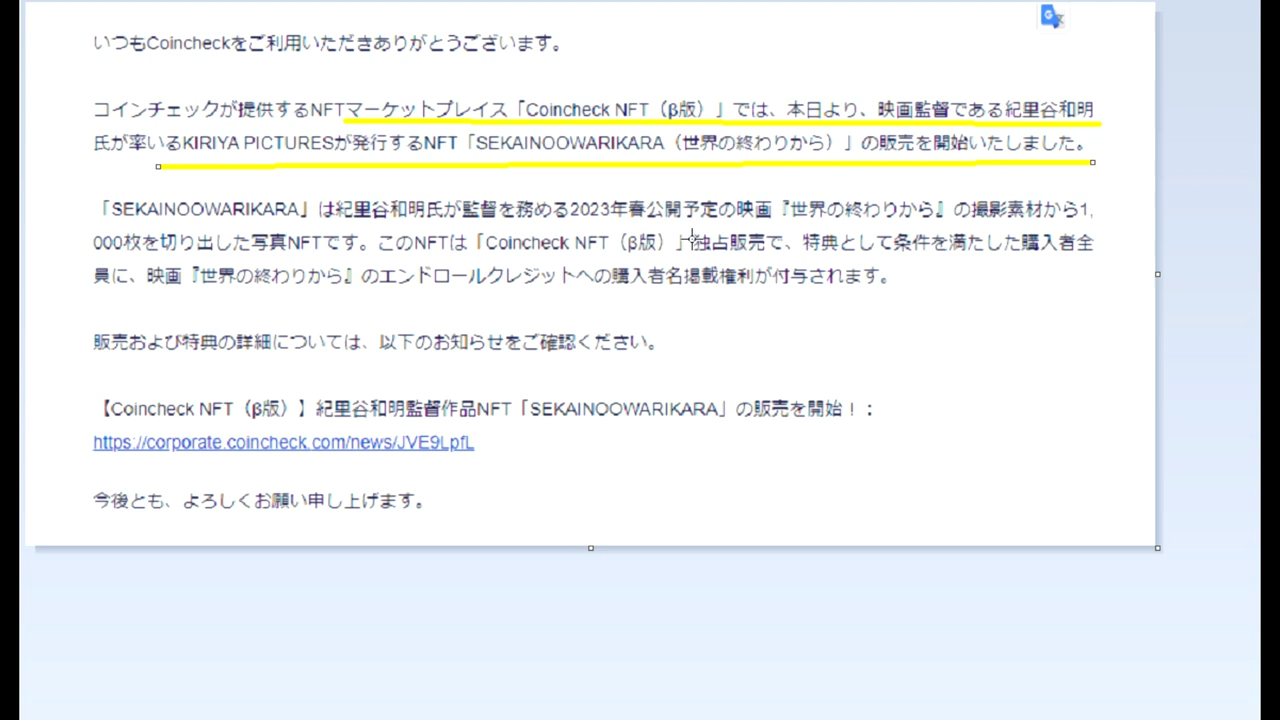 いつもCoincheckをご利用いただきありがとうございます。
コインチェックが提供するNFTマーケットプレイス「Coincheck NFT（β版）」では、本日より、映画監督である紀里谷和明
氏が率いるKIRIYA PICTURESが発行するNFT「SEKAINOOWARIKARA（世界の終わりから）」の販売を開始いたしました。
「SEKAINOOWARIKARA」は紀里谷和明氏が監督を務める2023年春公開予定の映画『世界の終わりから』の撮影素材から1,
000枚を切り出した写真NFTです。このNFTは「Coincheck NFT（β版）」独占販売で、特典として条件を満たした購入者全
員に、映画『世界の終わりから』のエンドロールクレジットへの購入者名掲載権利が付与されます。
販売および特典の詳細については、以下のお知らせをご確認ください。
【Coincheck NFT（β版）】紀里谷和明監督作品NFT「SEKAINOOWARIKARA」の販売を開始！：
https://corporate.coincheck.com/news/JVE9LpfL
今後とも、よろしくお願い申し上げます。